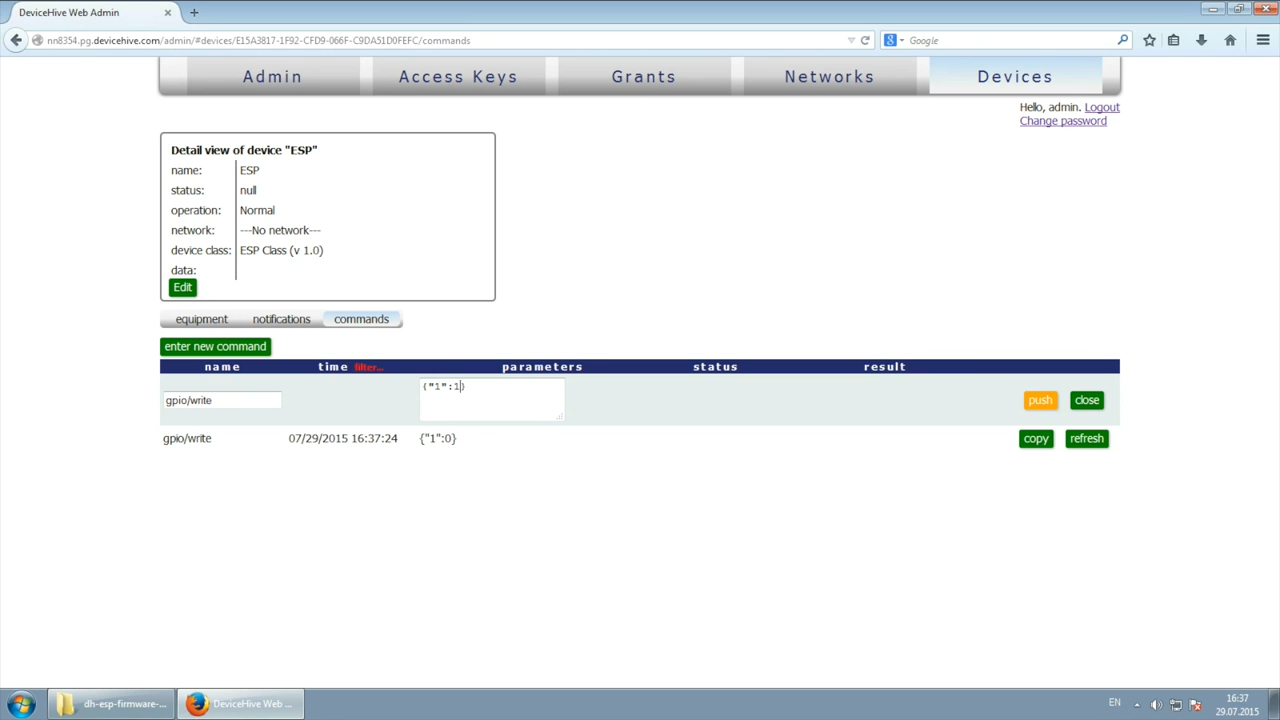 DeviceHive Web Admin
nn8354.pg.devicehive.com/admin/#devices/E15A3817-1F92-CFD9-066F-C9DA51D0FEFC/commands
Google
Admin Access Keys Grants Networks Devices
Hello, admin. Logout
Change password
Detail view of device "ESP"
name: ESP
status: null
operation: Normal
network: ---No network---
device class: ESP Class (v 1.0)
data:
Edit
equipment notifications commands
enter new command
name time filter... parameters status result
gpio/write {"1":1} push close
gpio/write 07/29/2015 16:37:24 {"1":0} copy refresh
dh-esp-firmware-... DeviceHive Web ... EN 16:37
29.07.2015